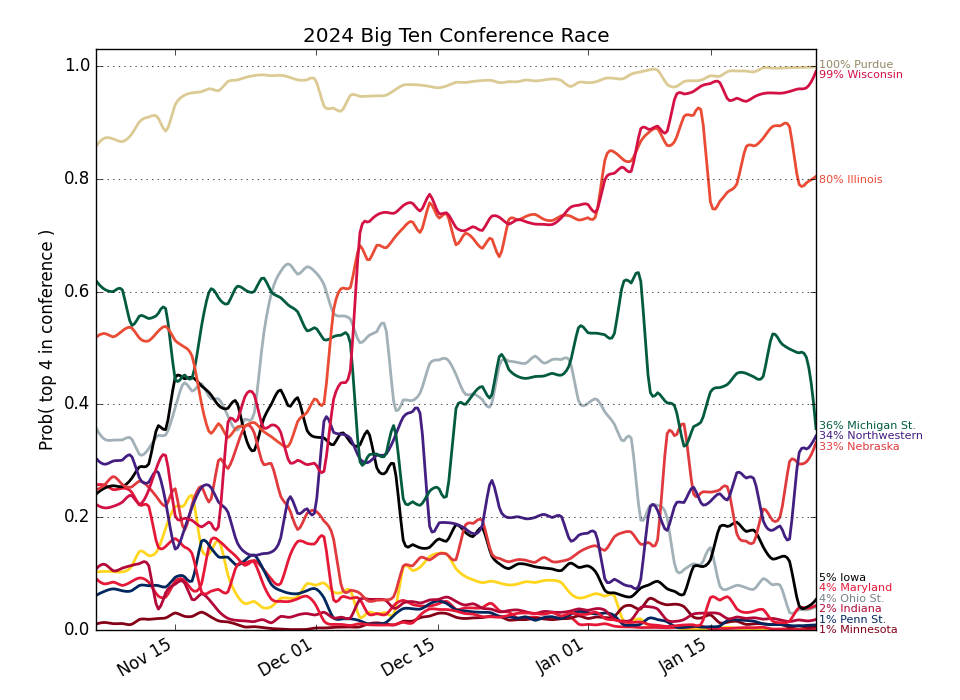 2024 Big Ten Conference Race
Prob( top 4 in conference )
1.0
0.8
0.6
0.4
0.2
0.0
Nov 15
Dec 01
Dec 15
Jan 01
Jan 15
100% Purdue
99% Wisconsin
80% Illinois
36% Michigan St.
34% Northwestern
33% Nebraska
5% Iowa
4% Maryland
4% Ohio St.
2% Indiana
1% Penn St.
1% Minnesota